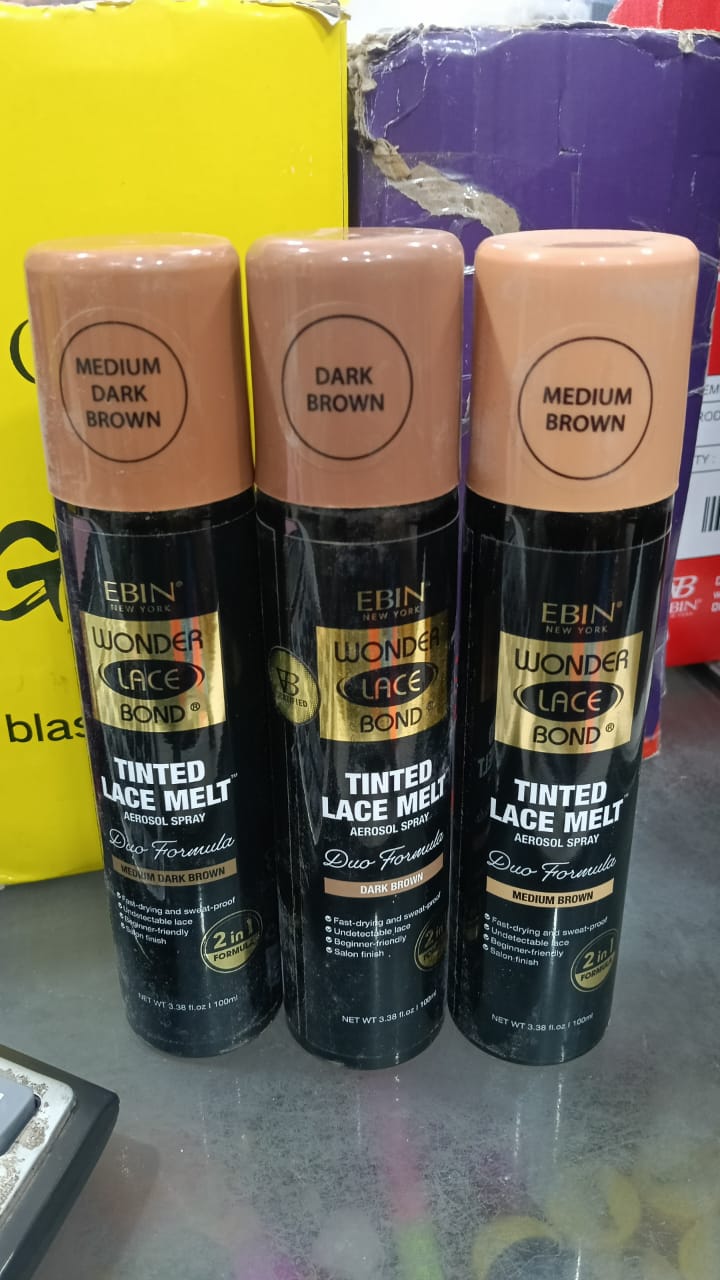 MEDIUM
DARK
BROWN
EBIN®
NEW YORK
WONDER
LACE
BOND®
TINTED
LACE MELT™
AEROSOL SPRAY
Duo Formula
MEDIUM DARK BROWN
Fast-drying and sweat-proof
Undetectable lace
Beginner-friendly
Salon finish
2 in 1
FORMULA
NET WT 3.38 fl.oz | 100ml
DARK
BROWN
EBIN®
NEW YORK
WONDER
LACE
BOND®
TINTED
LACE MELT
AEROSOL SPRAY
Duo Formula
DARK BROWN
Fast-drying and sweat-proof
Undetectable lace
Beginner-friendly
Salon finish
2 in
NET WT 3.38 fl.oz | 100ml
MEDIUM
BROWN
EBIN®
NEW YORK
WONDER
LACE
BOND®
TINTED
LACE MELT™
AEROSOL SPRAY
Duo Formula
MEDIUM BROWN
Fast-drying and sweat-proof
Undetectable lace
Beginner-friendly
Salon finish
2 in 1
FORMULA
NET WT 3.38 fl.oz | 100ml
G
blas